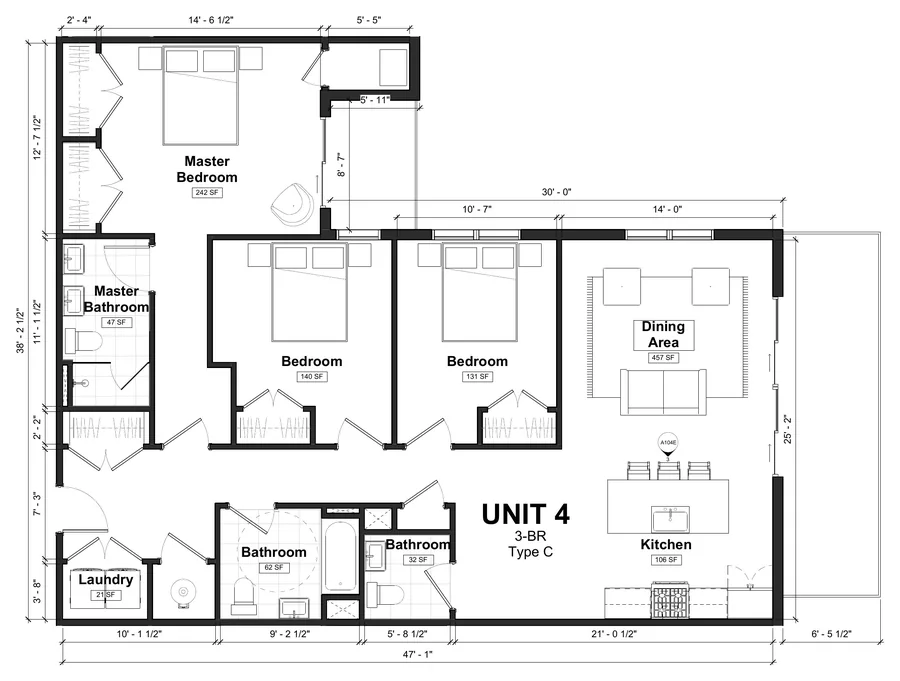 2' - 4"
14' - 6 1/2"
5' - 5"
5' - 11"
12' - 7 1/2"
8' - 7"
Master
Bedroom
242 SF
30' - 0"
10' - 7"
14' - 0"
38' - 2 1/2"
11' - 1 1/2"
Master
Bathroom
47 SF
Bedroom
140 SF
Bedroom
131 SF
Dining
Area
457 SF
2' - 2"
25' - 2"
A104E
3
7' - 3"
UNIT 4
3-BR
Type C
Kitchen
106 SF
Bathroom
62 SF
Bathroom
32 SF
Laundry
21 SF
3' - 8"
10' - 1 1/2"
9' - 2 1/2"
5' - 8 1/2"
21' - 0 1/2"
6' - 5 1/2"
47' - 1"